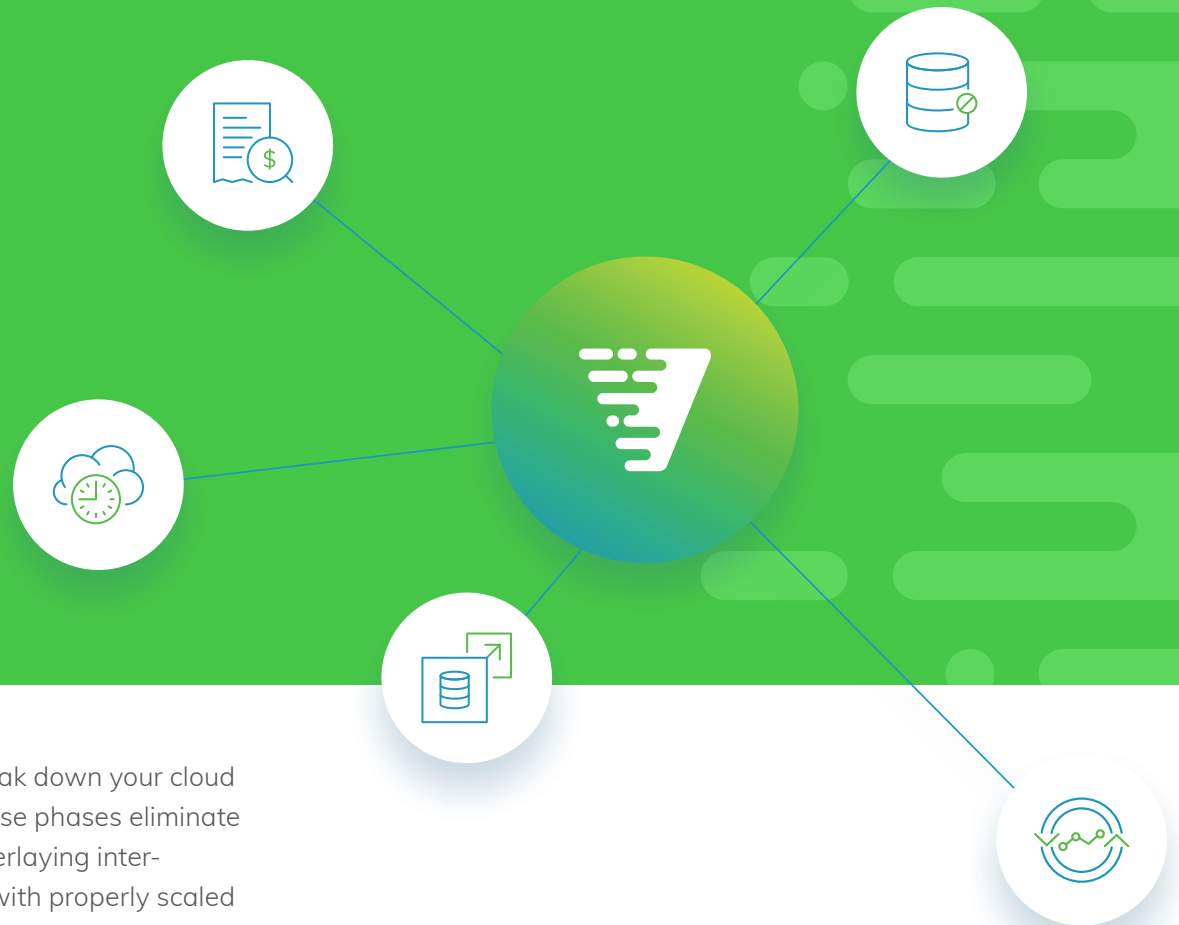 $
ak down your cloud
se phases eliminate
erlaying inter-
with properly scaled